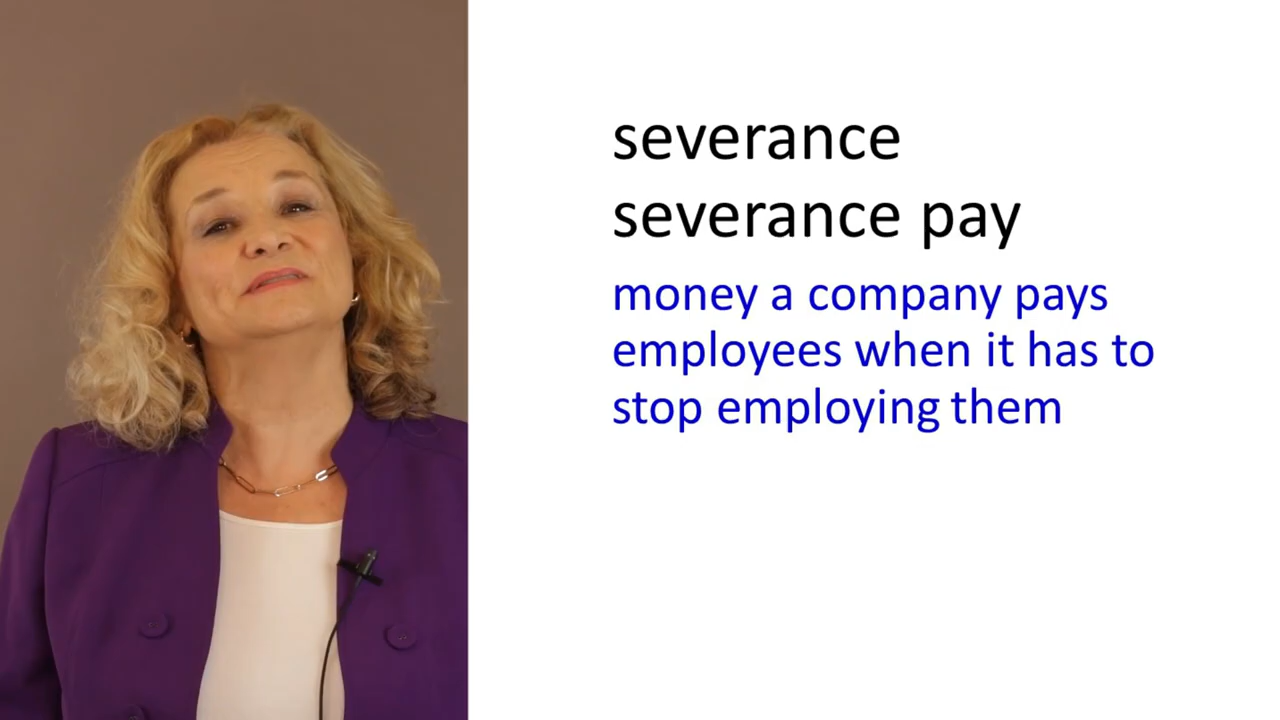 severance
severance pay
money a company pays
employees when it has to
stop employing them